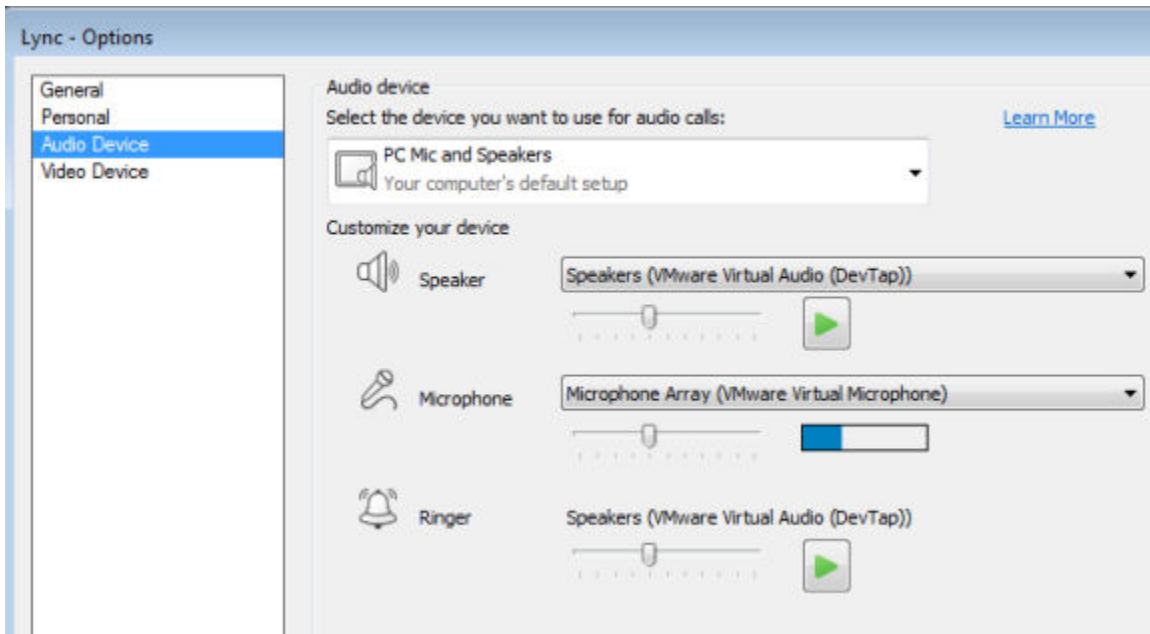 Lync - Options
General
Personal
Audio Device
Video Device
Audio device
Select the device you want to use for audio calls:
Learn More
PC Mic and Speakers
Your computer's default setup
Customize your device
Speaker
Speakers (VMware Virtual Audio (DevTap))
Microphone
Microphone Array (VMware Virtual Microphone)
Ringer
Speakers (VMware Virtual Audio (DevTap))